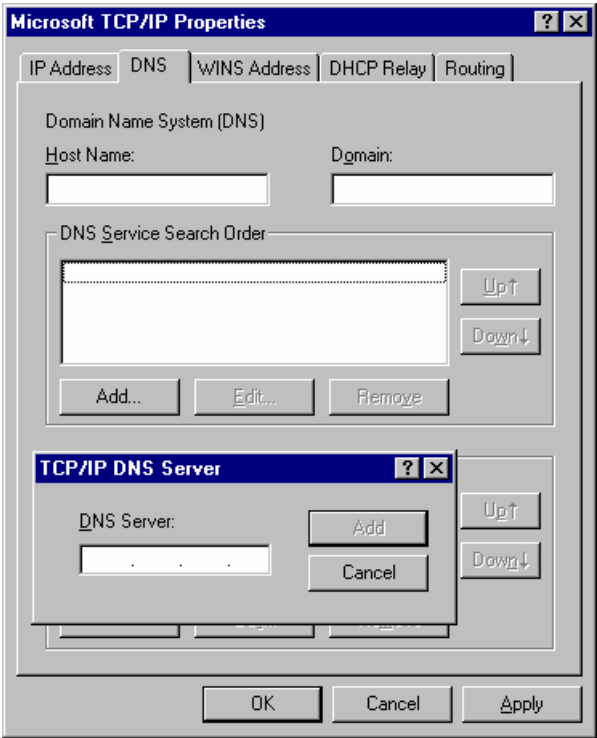 Microsoft TCP/IP Properties
IP Address DNS WINS Address DHCP Relay Routing
Domain Name System (DNS)
Host Name: Domain:
DNS Service Search Order
Up↑
Down↓
Add... Edit... Remove
TCP/IP DNS Server
DNS Server:
Add
. . .
Cancel
Up↑
Down↓
OK Cancel Apply